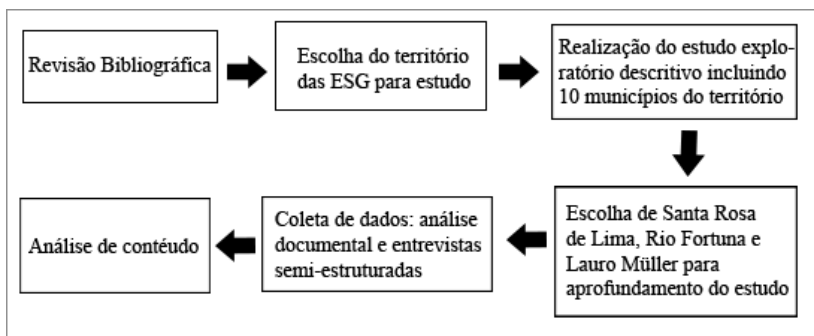 Revisão Bibliográfica
Escolha do território
das ESG para estudo
Realização do estudo explo-
ratório descritivo incluindo
10 municípios do território
Escolha de Santa Rosa
de Lima, Rio Fortuna e
Lauro Müller para
aprofundamento do estudo
Coleta de dados: análise
documental e entrevistas
semi-estruturadas
Análise de contéudo